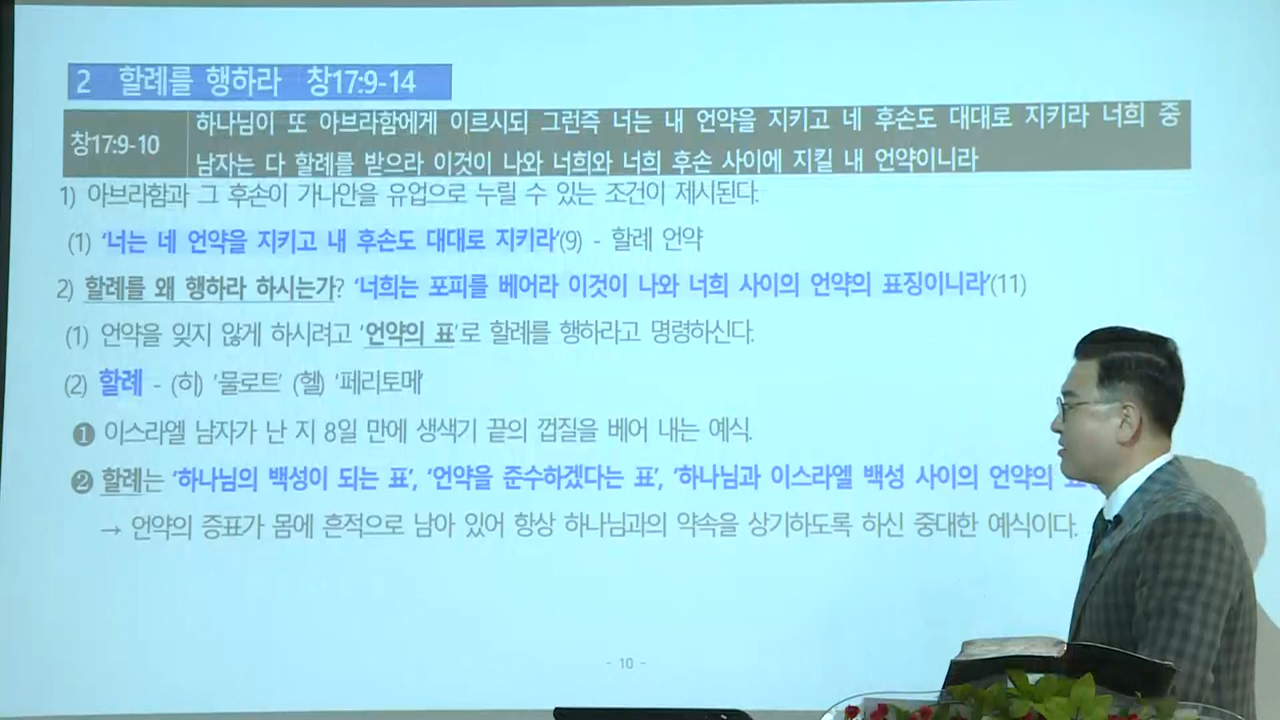 2 할례를 행하라 창17:9-14
창17:9-10
하나님이 또 아브라함에게 이르시되 그런즉 너는 내 언약을 지키고 네 후손도 대대로 지키라 너희 중
남자는 다 할례를 받으라 이것이 나와 너희와 너희 후손 사이에 지킬 내 언약이니라
1) 아브라함과 그 후손이 가나안을 유업으로 누릴 수 있는 조건이 제시된다.
(1) ‘너는 네 언약을 지키고 내 후손도 대대로 지키라’(9) - 할례 언약
2) 할례를 왜 행하라 하시는가? ‘너희는 포피를 베어라 이것이 나와 너희 사이의 언약의 표징이니라’(11)
(1) 언약을 잊지 않게 하시려고 ‘언약의 표’로 할례를 행하라고 명령하신다.
(2) 할례 - (히) ‘물로트’ (헬) ‘페리토메’
❶ 이스라엘 남자가 난 지 8일 만에 생색기 끝의 껍질을 베어 내는 예식.
❷ 할례는 ‘하나님의 백성이 되는 표’, ‘언약을 준수하겠다는 표’, ‘하나님과 이스라엘 백성 사이의 언약의
→ 언약의 증표가 몸에 흔적으로 남아 있어 항상 하나님과의 약속을 상기하도록 하신 중대한 예식이다.
- 10 -